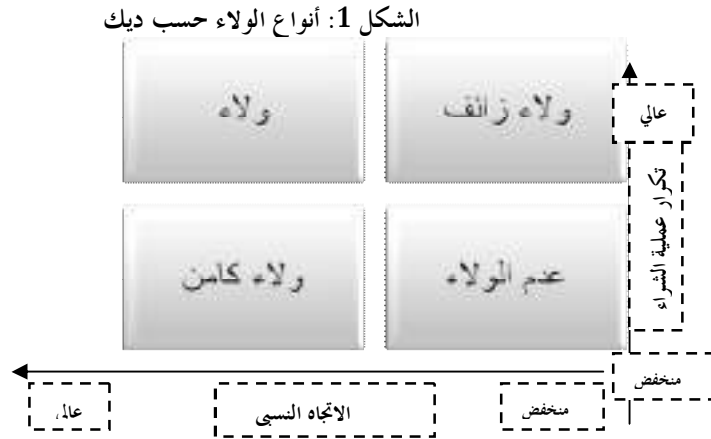 الشكل 1: أنواع الولاء حسب ديك
عالي
ولاء زائف
ولاء
تكرار عملية الشراء
عدم الولاء
ولاء كامن
منخفض
منخفض
الاتجاه النسبي
عالي